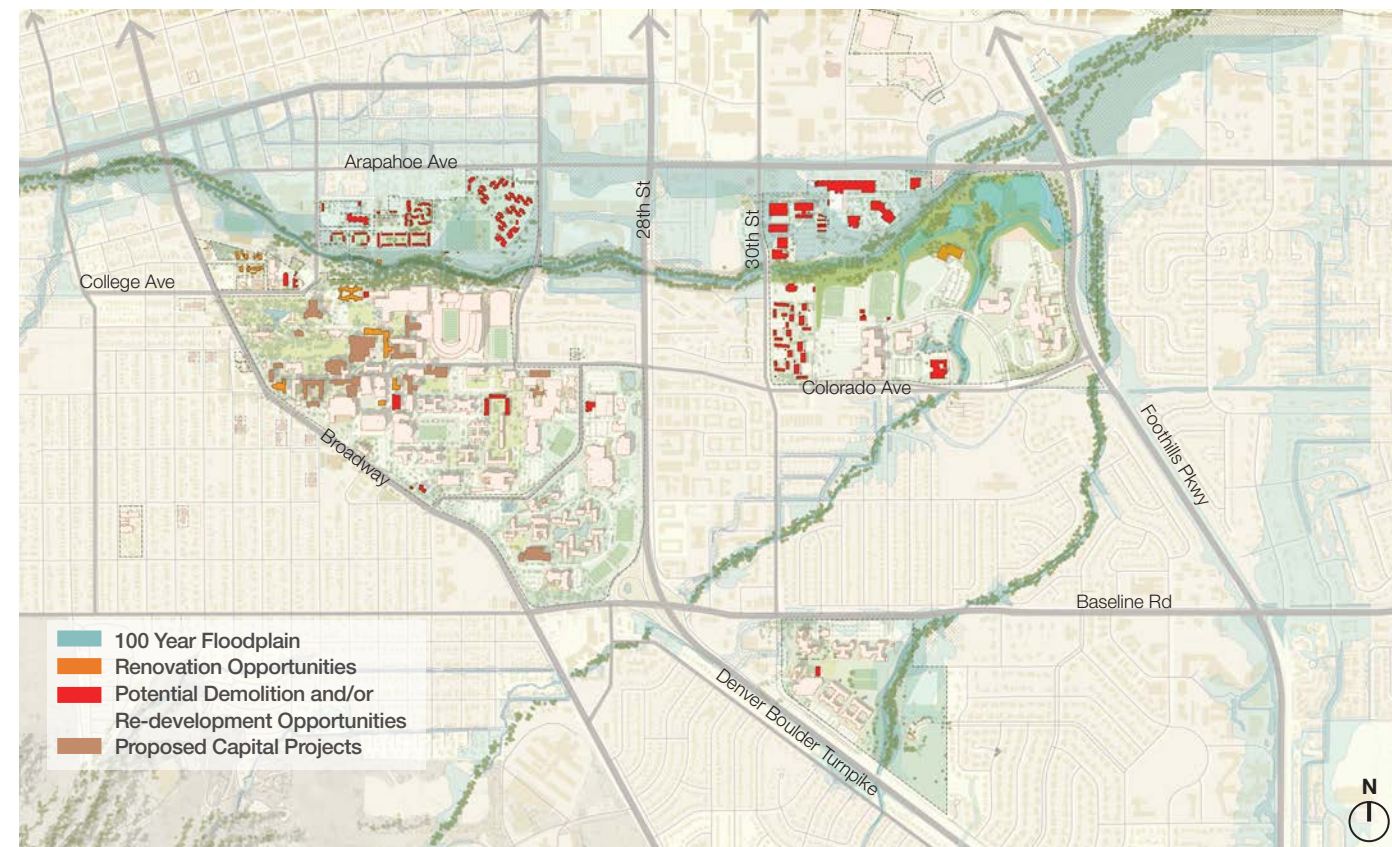 Arapahoe Ave
28th St
30th St
College Ave
Colorado Ave
Broadway
Foothills Pkwy
Baseline Rd
Denver Boulder Turnpike
100 Year Floodplain
Renovation Opportunities
Potential Demolition and/or
Re-development Opportunities
Proposed Capital Projects
N